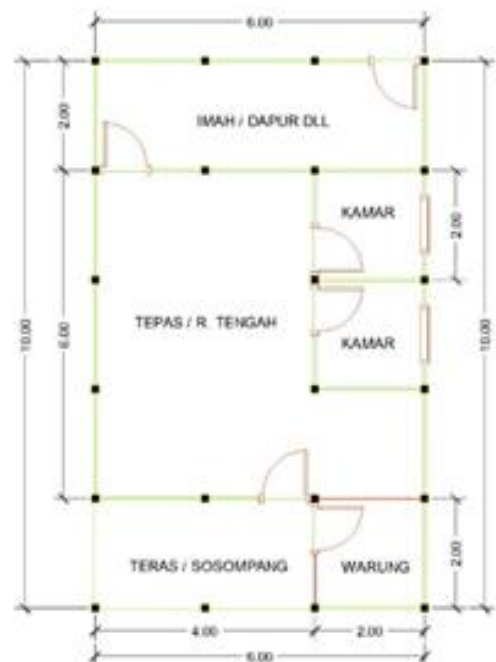 6.00
2.00
IMAH / DAPUR DLL
KAMAR
2.00
10.00
6.00
TEPAS / R. TENGAH
10.00
KAMAR
TERAS / SOSOMPANG
WARUNG
2.00
4.00
2.00
6.00